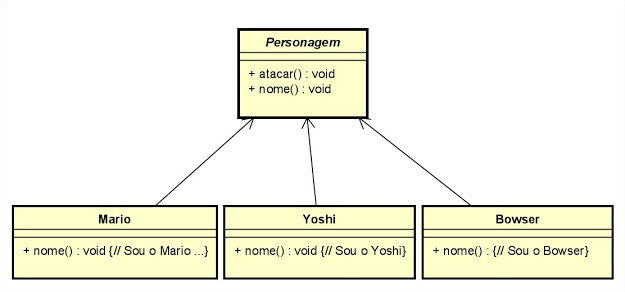 Personagem
+ atacar() : void
+ nome() : void
Mario
+ nome() : void {// Sou o Mario ...}
Yoshi
+ nome() : void {// Sou o Yoshi}
Bowser
+ nome() : {// Sou o Bowser}